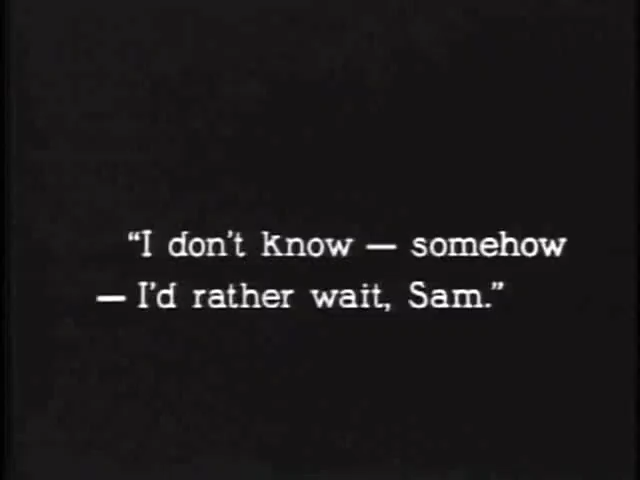 “I don't know — somehow
— I'd rather wait, Sam.”